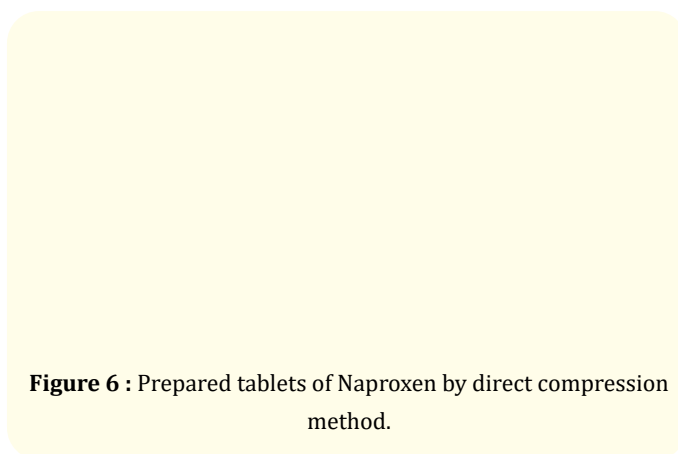 Figure 6 : Prepared tablets of Naproxen by direct compression
method.